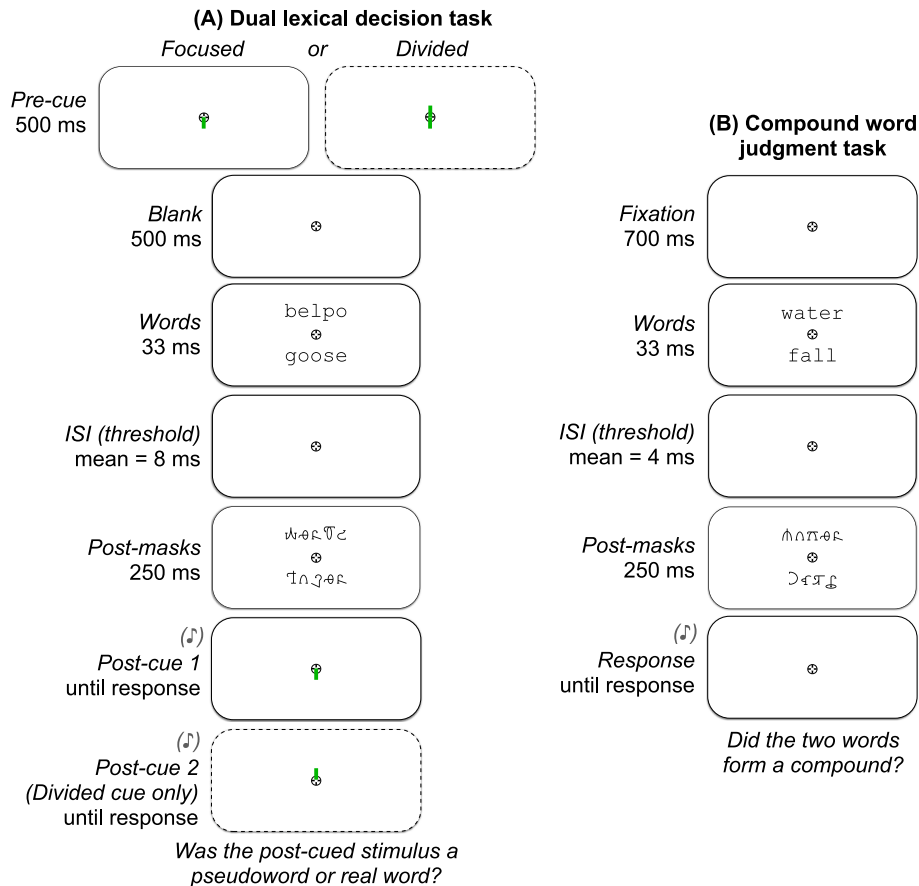 (A) Dual lexical decision task
Focused or Divided
Pre-cue
500 ms
Blank
500 ms
belpo
Words
33 ms
goose
ISI (threshold)
mean = 8 ms
Post-masks
250 ms
(♪)
Post-cue 1
until response
(♪)
Post-cue 2
(Divided cue only)
until response
Was the post-cued stimulus a
pseudoword or real word?
(B) Compound word
judgment task
Fixation
700 ms
water
Words
33 ms
fall
ISI (threshold)
mean = 4 ms
Post-masks
250 ms
(♪)
Response
until response
Did the two words
form a compound?